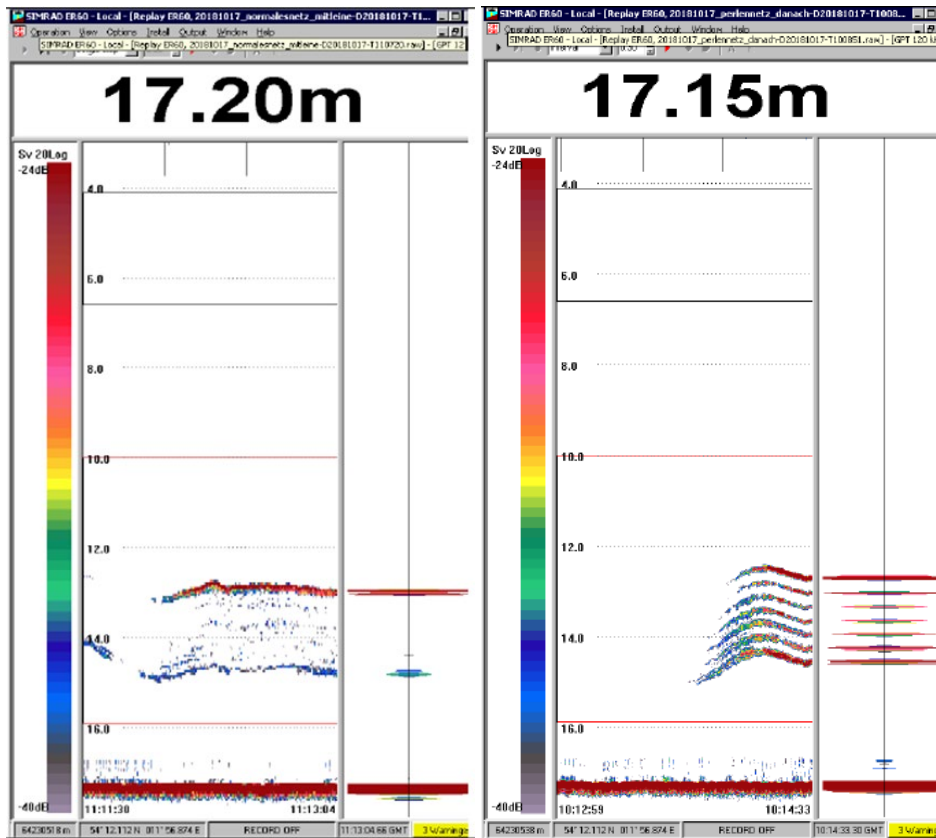 SIMRAD ER60 - Local - [Replay ER60, 20181017_normalesnetz_mitleine-D20181017-T1...
Operation View Options Install Output Window Help
SIMRAD ER60 - Local - [Replay ER60, 20181017_normalesnetz_mitleine-D20181017-T110720.raw] - [GPT 12
17.20m
Sv 20Log
-24dB
4.0
6.0
8.0
10.0
12.0
14.0
16.0
-40dB
11:11:30
11:13:04
64230518 m
54° 12.112 N 011° 56.874 E
RECORD OFF
11:13:04.66 GMT
3 Warnings
SIMRAD ER60 - Local - [Replay ER60, 20181017_perlennetz_danach-D20181017-T1008...
Operation View Options Install Output Window Help
SIMRAD ER60 - Local - [Replay ER60, 20181017_perlennetz_danach-D20181017-T100851.raw] - [GPT 120 k
17.15m
Sv 20Log
-24dB
4.0
6.0
8.0
10.0
12.0
14.0
16.0
-40dB
10:12:59
10:14:33
64230538 m
54° 12.112 N 011° 56.874 E
RECORD OFF
10:14:33.30 GMT
3 Warnings